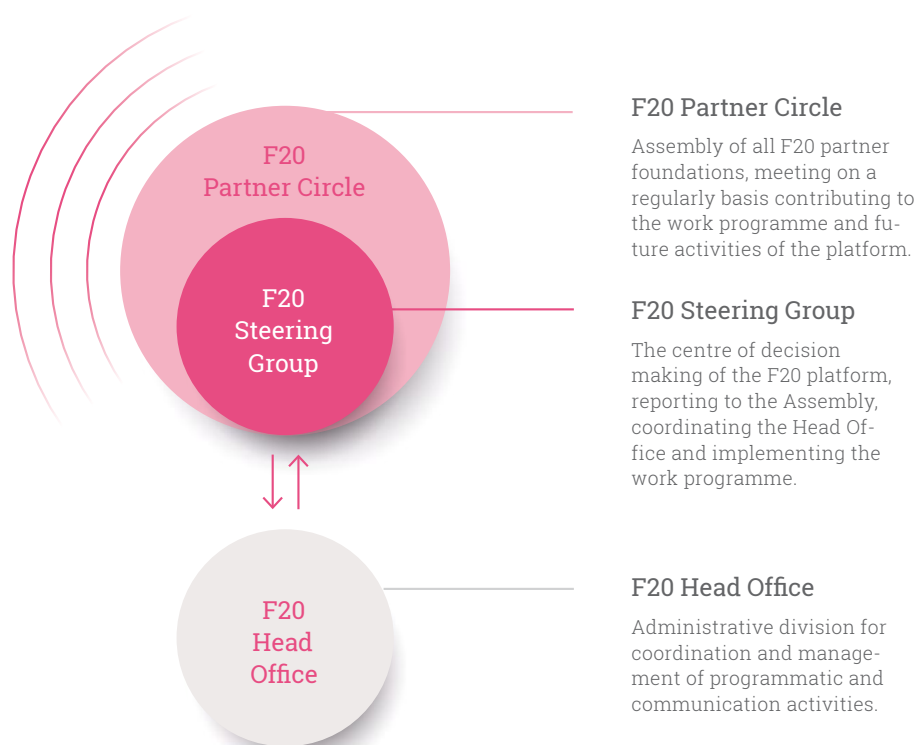 F20
Partner Circle
F20
Steering
Group
F20
Head
Office
F20 Partner Circle
Assembly of all F20 partner
foundations, meeting on a
regularly basis contributing to
the work programme and fu-
ture activities of the platform.
F20 Steering Group
The centre of decision
making of the F20 platform,
reporting to the Assembly,
coordinating the Head Of-
fice and implementing the
work programme.
F20 Head Office
Administrative division for
coordination and manage-
ment of programmatic and
communication activities.